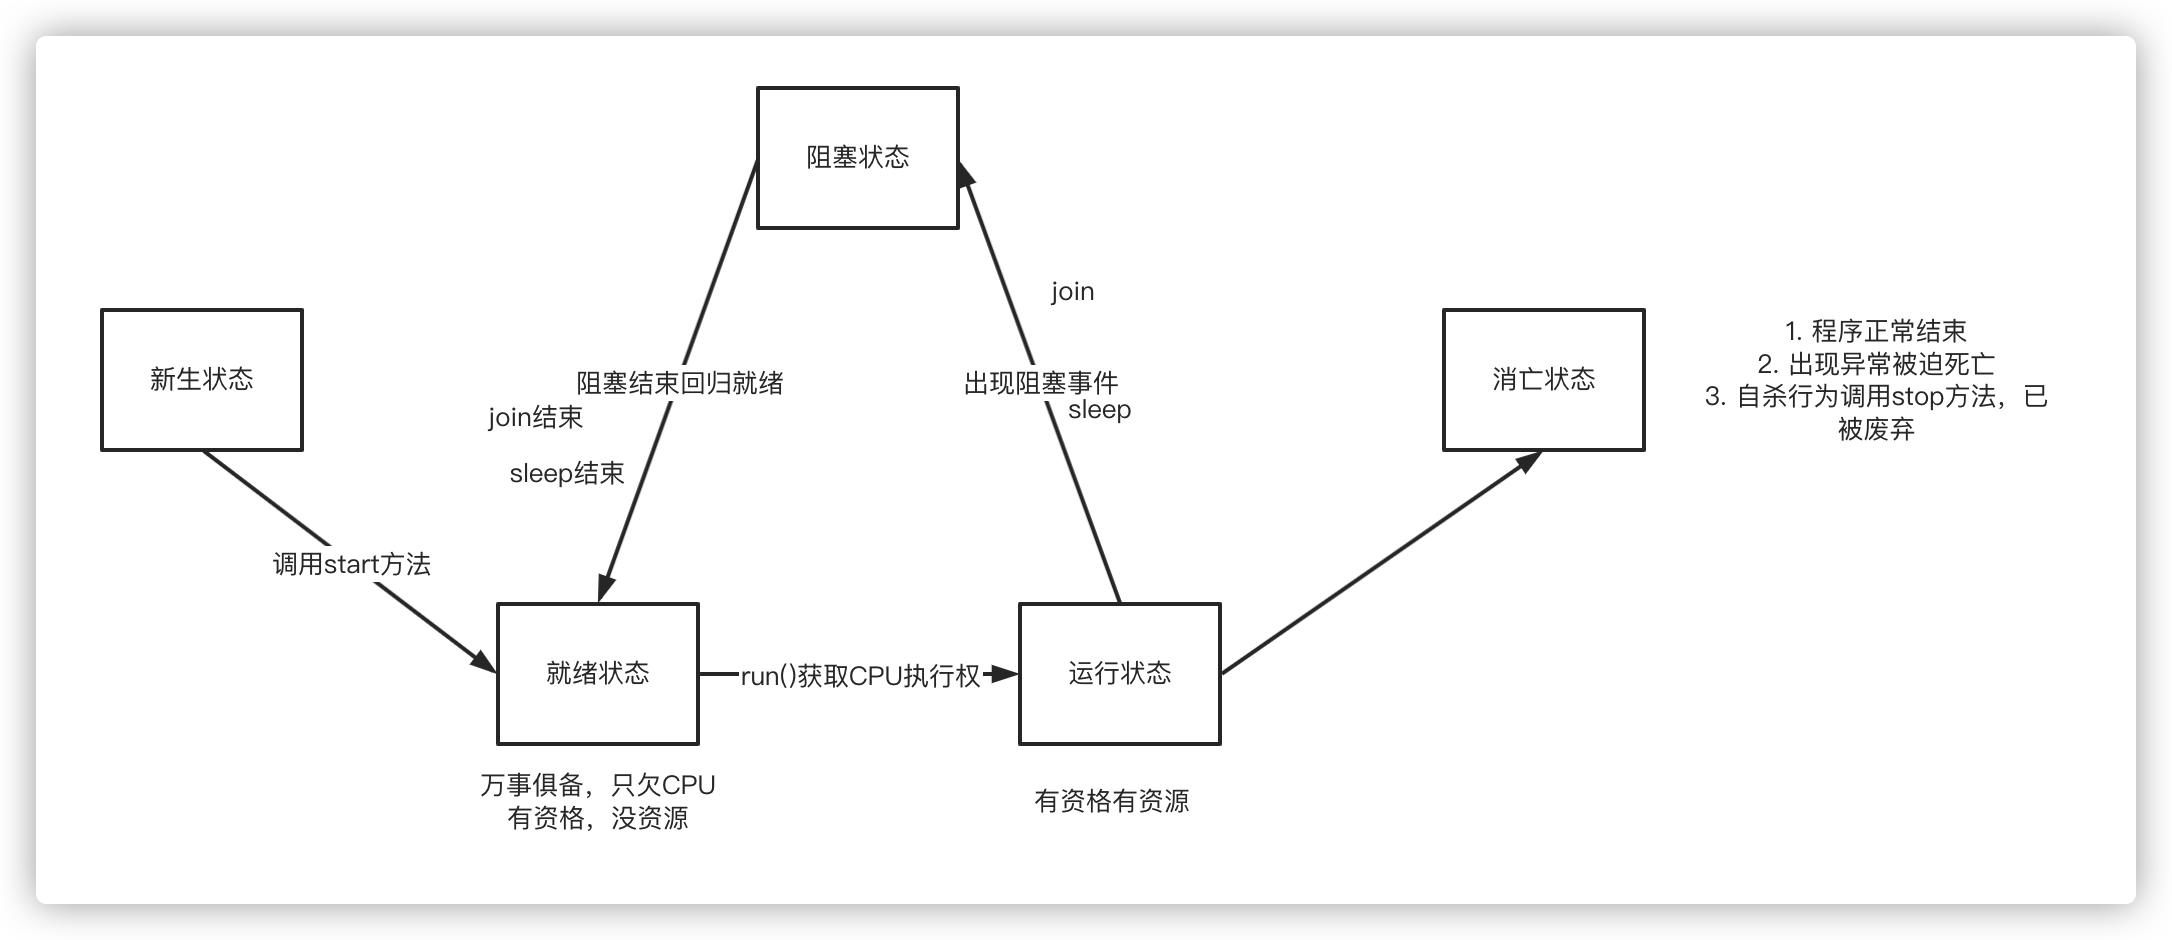 阻塞状态
join
新生状态
消亡状态
1. 程序正常结束
2. 出现异常被迫死亡
3. 自杀行为调用stop方法，已
被废弃
阻塞结束回归就绪
出现阻塞事件
join结束
sleep
sleep结束
调用start方法
就绪状态
run()获取CPU执行权
运行状态
万事俱备，只欠CPU
有资格，没资源
有资格有资源